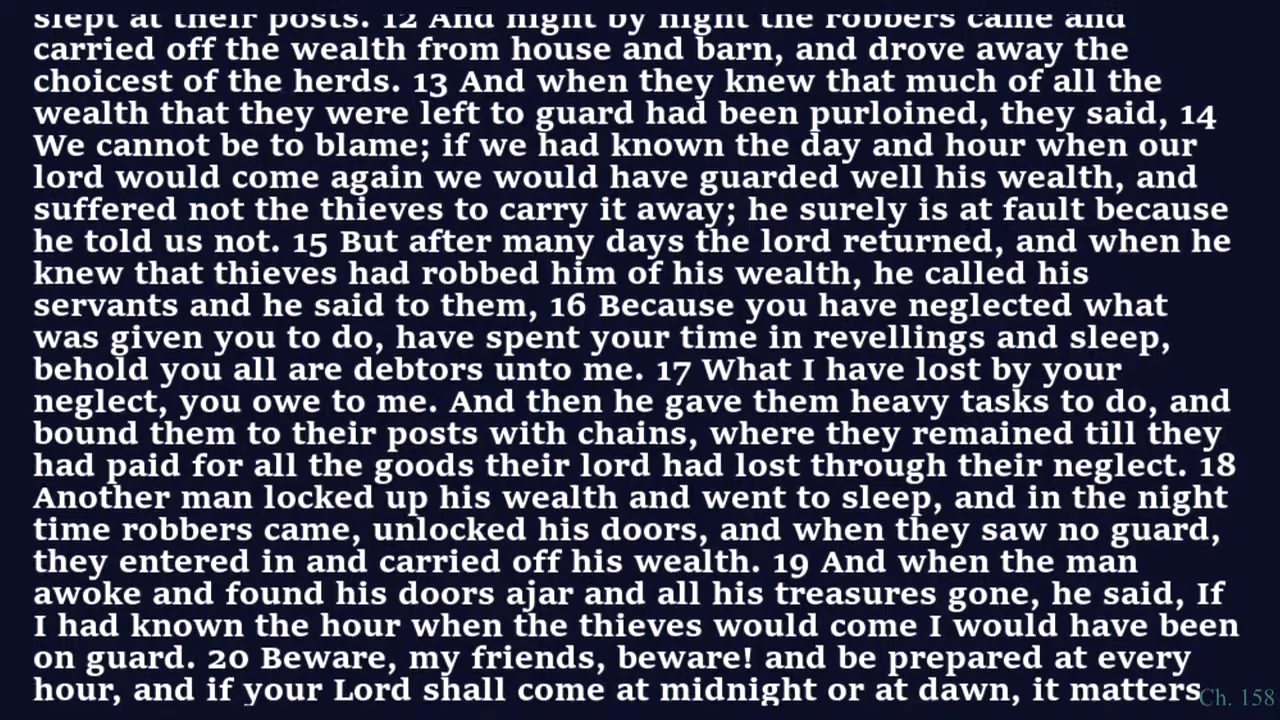 slept at their posts. 12 And night by night the robbers came and
carried off the wealth from house and barn, and drove away the
choicest of the herds. 13 And when they knew that much of all the
wealth that they were left to guard had been purloined, they said, 14
We cannot be to blame; if we had known the day and hour when our
lord would come again we would have guarded well his wealth, and
suffered not the thieves to carry it away; he surely is at fault because
he told us not. 15 But after many days the lord returned, and when he
knew that thieves had robbed him of his wealth, he called his
servants and he said to them, 16 Because you have neglected what
was given you to do, have spent your time in revellings and sleep,
behold you all are debtors unto me. 17 What I have lost by your
neglect, you owe to me. And then he gave them heavy tasks to do, and
bound them to their posts with chains, where they remained till they
had paid for all the goods their lord had lost through their neglect. 18
Another man locked up his wealth and went to sleep, and in the night
time robbers came, unlocked his doors, and when they saw no guard,
they entered in and carried off his wealth. 19 And when the man
awoke and found his doors ajar and all his treasures gone, he said, If
I had known the hour when the thieves would come I would have been
on guard. 20 Beware, my friends, beware! and be prepared at every
hour, and if your Lord shall come at midnight or at dawn, it matters
Ch. 158